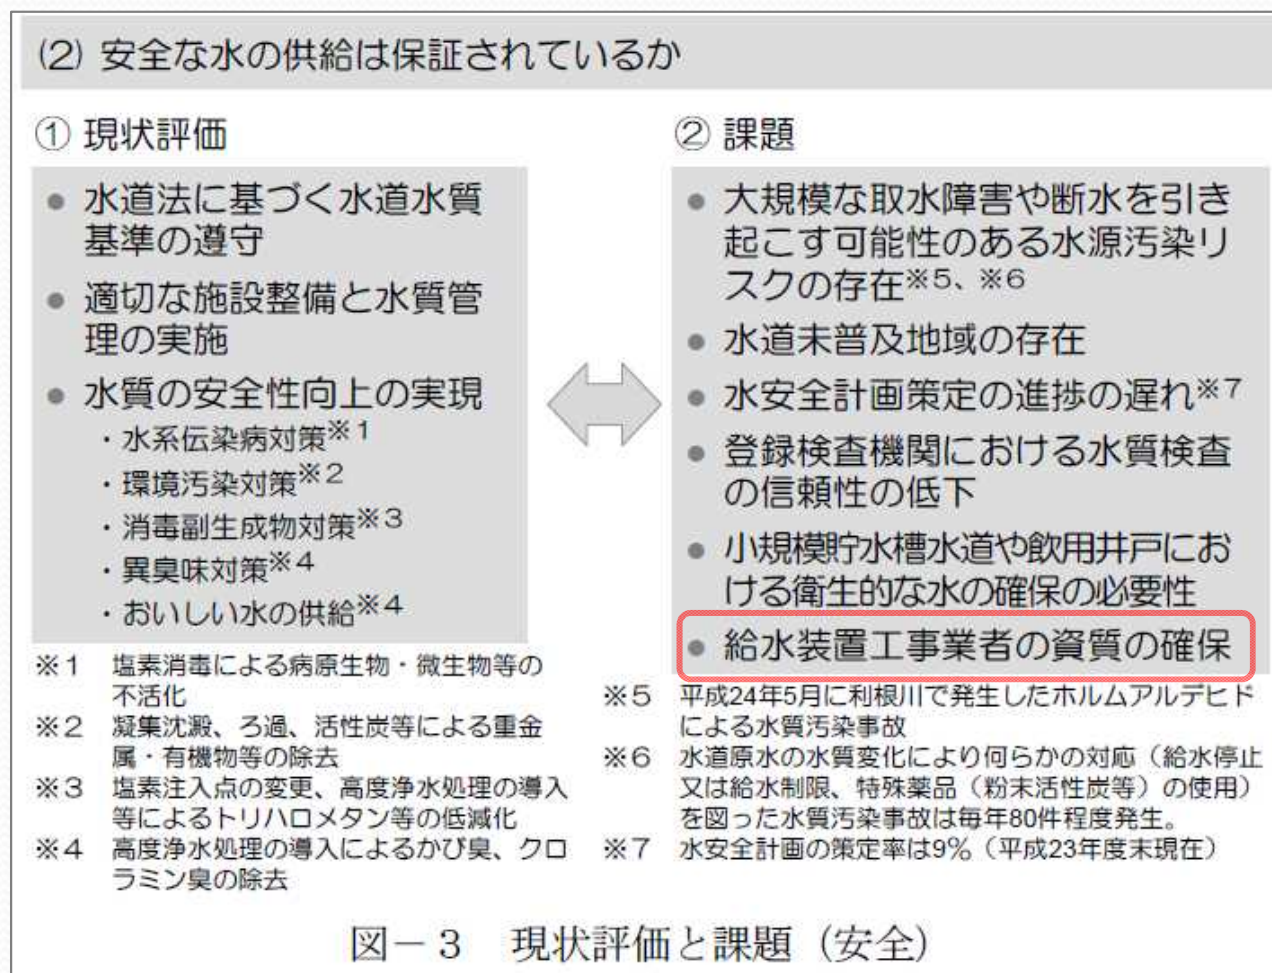 (2) 安全な水の供給は保証されているか
① 現状評価
● 水道法に基づく水道水質
基準の遵守
● 適切な施設整備と水質管
理の実施
● 水質の安全性向上の実現
・水系伝染病対策※1
・環境汚染対策※2
・消毒副生成物対策※3
・異臭味対策※4
・おいしい水の供給※4
※1 塩素消毒による病原生物・微生物等の
不活化
※2 凝集沈澱、ろ過、活性炭等による重金
属・有機物等の除去
※3 塩素注入点の変更、高度浄水処理の導入
等によるトリハロメタン等の低減化
※4 高度浄水処理の導入によるかび臭、クロ
ラミン臭の除去
② 課題
● 大規模な取水障害や断水を引き
起こす可能性のある水源汚染リ
スクの存在※5、※6
● 水道未普及地域の存在
● 水安全計画策定の進捗の遅れ※7
● 登録検査機関における水質検査
の信頼性の低下
● 小規模貯水槽水道や飲用井戸にお
ける衛生的な水の確保の必要性
● 給水装置工事業者の資質の確保
※5 平成24年5月に利根川で発生したホルムアルデヒド
による水質汚染事故
※6 水道原水の水質変化により何らかの対応（給水停止
又は給水制限、特殊薬品（粉末活性炭等）の使用）
を図った水質汚染事故は毎年80件程度発生。
※7 水安全計画の策定率は9%（平成23年度末現在）
図－3 現状評価と課題（安全）